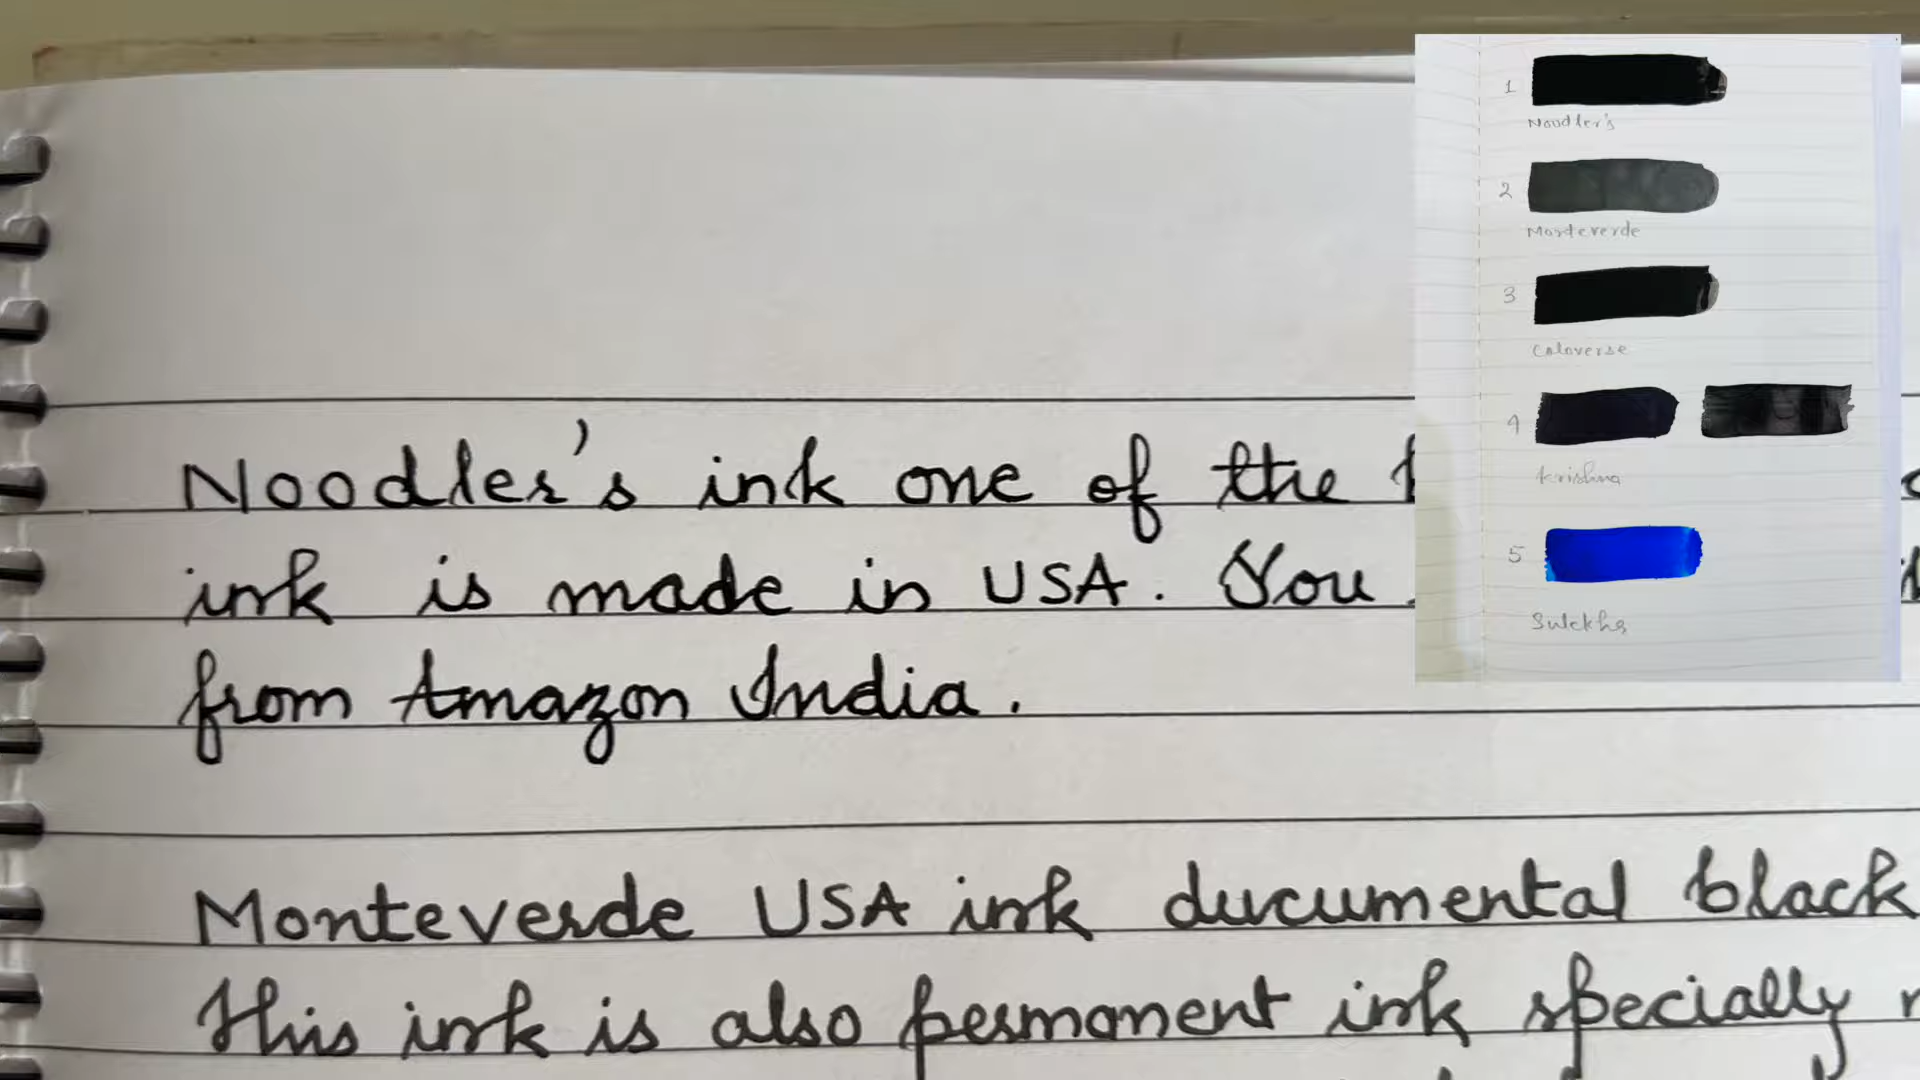 Noodler's ink one of the
ink is made in USA. You
from Amazon India.
Monteverde USA ink ducumental black
This ink is also permanent ink specially
1
Noodler's
2
Monteverde
3
Coloverse
4
Krishna
5
Sulekha